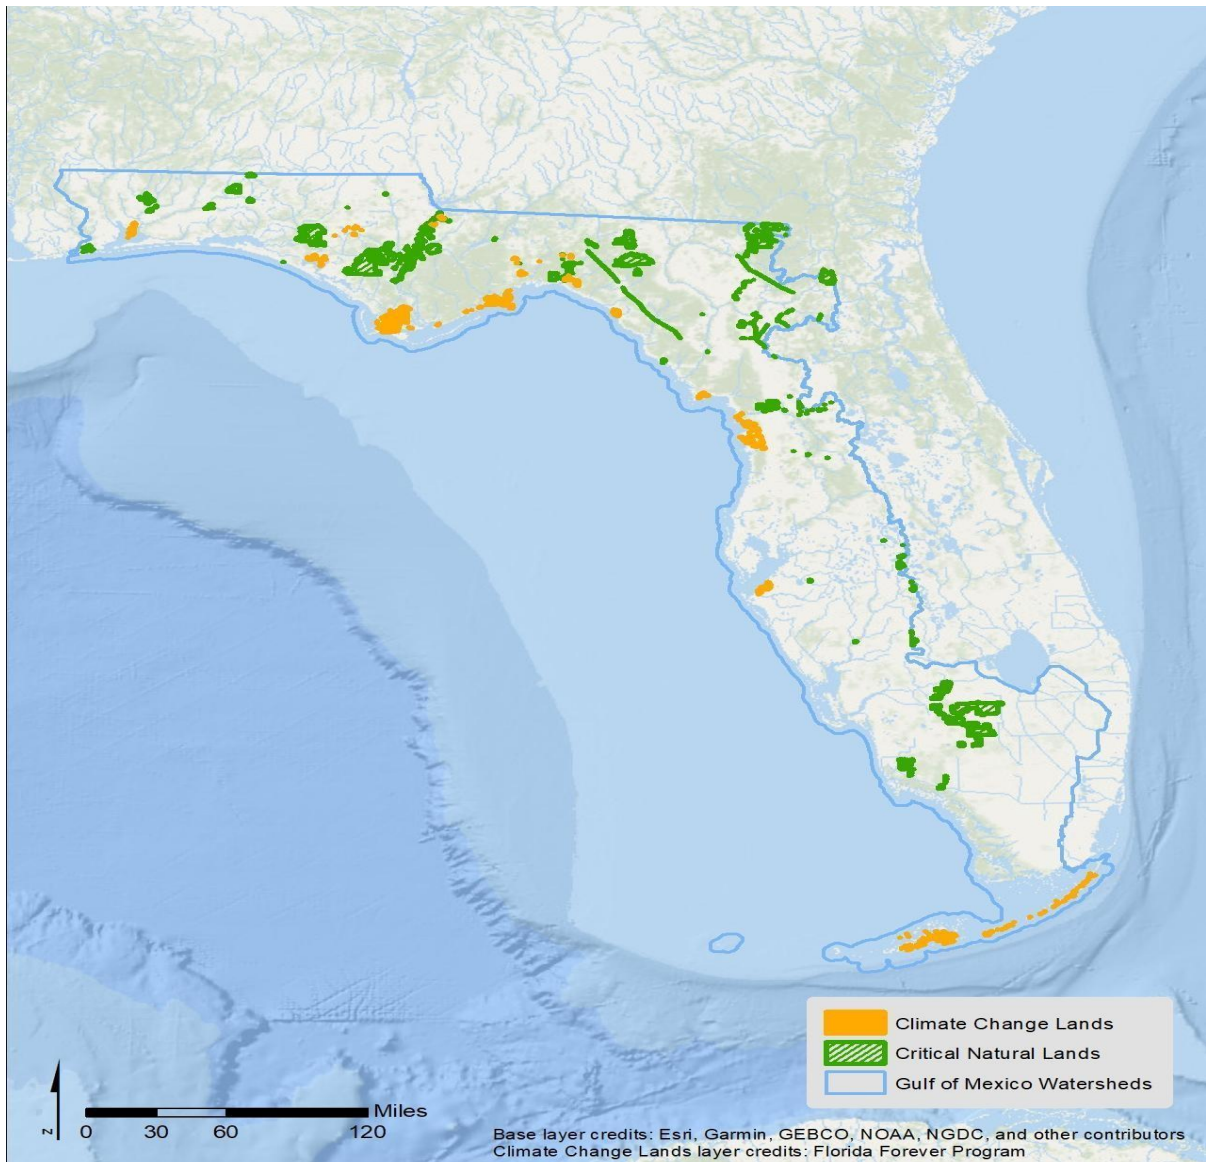 Climate Change Lands
Critical Natural Lands
Gulf of Mexico Watersheds
N
Miles
0 30 60 120
Base layer credits: Esri, Garmin, GEBCO, NOAA, NGDC, and other contributors
Climate Change Lands layer credits: Florida Forever Program